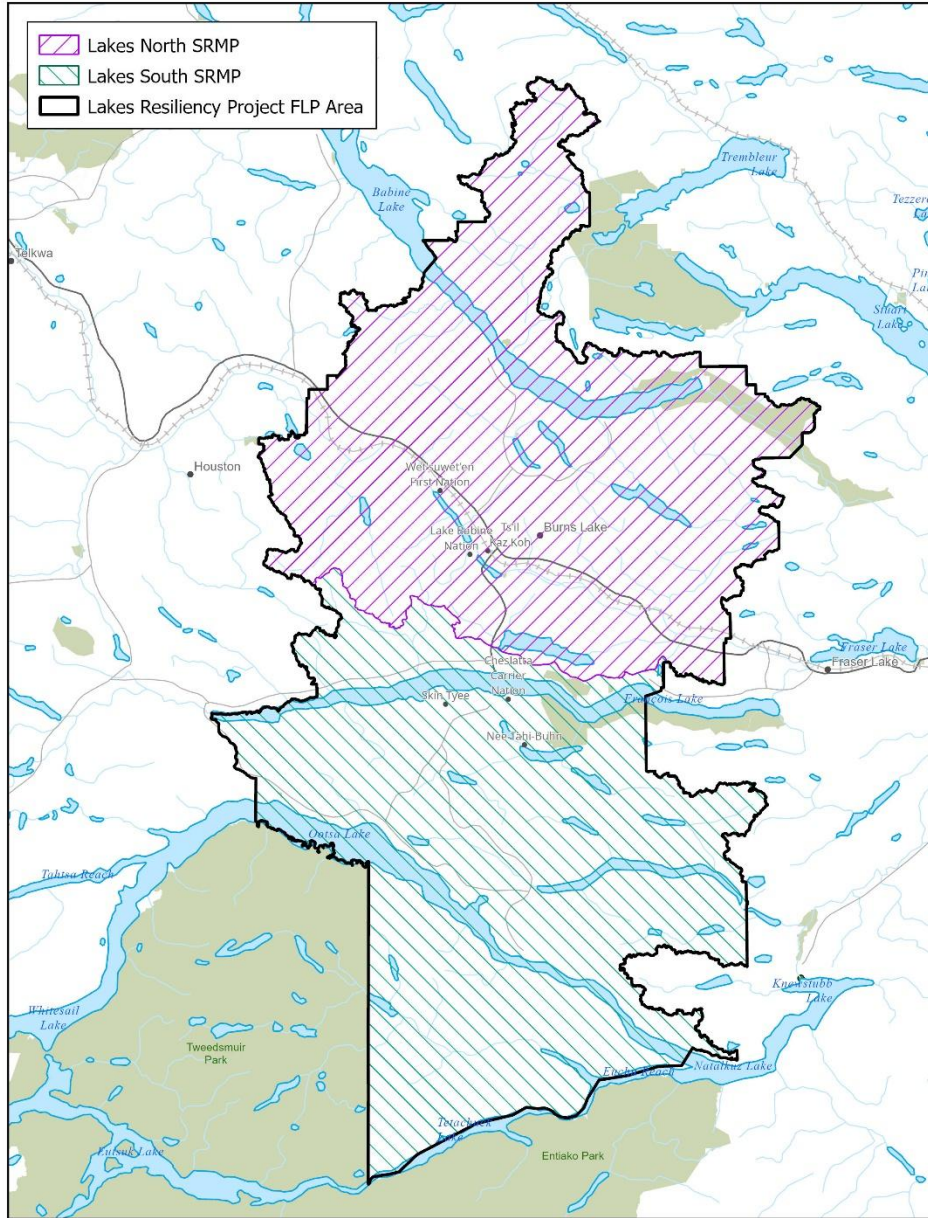 Lakes North SRMP
Lakes South SRMP
Lakes Resiliency Project FLP Area
Babine
Lake
Trembleur
Lake
Telkwa
Stuart
Lake
Houston
Wet'suwet'en
First Nation
Lake Babine
Nation
Ts'il
Kaz Koh
Burns Lake
Fraser Lake
Fraser Lake
Cheslatta
Carrier
Nation
Skin Tyee
François Lake
Nee-Tahi-Buhn
Ootsa Lake
Tahtsa Reach
Knewstubb
Lake
Whitesail
Lake
Tweedsmuir
Park
Natalkuz Lake
Euchu Reach
Tetachuck
Lake
Eutsuk Lake
Entiako Park